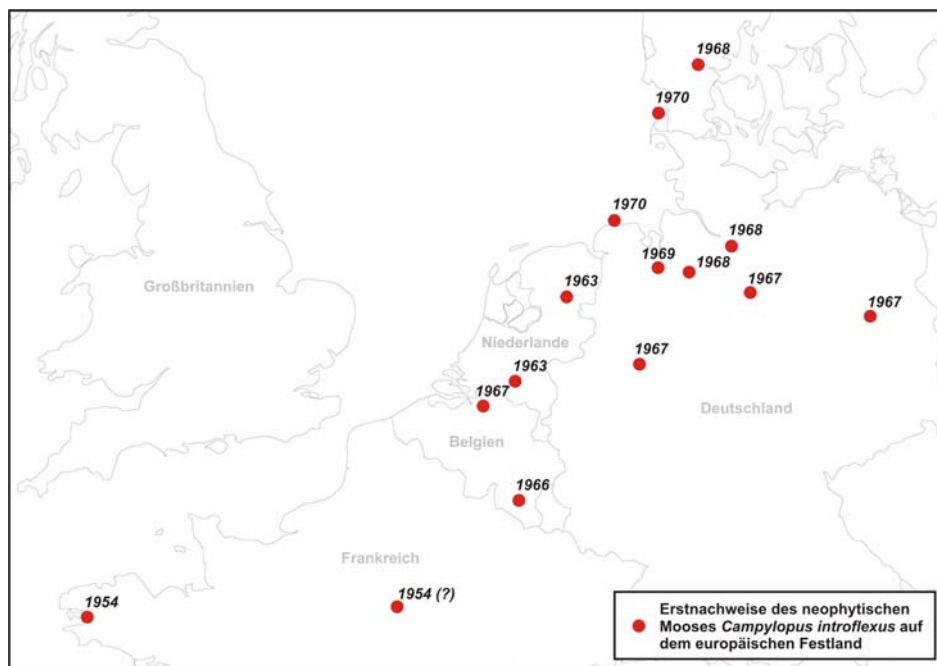 1968
1970
1970
1968
1969
1968
Großbritannien
1963
1967
1967
Niederlande
1967
1963
1967
Deutschland
Belgien
1966
Frankreich
1954
1954 (?)
Erstnachweise des neophytischen
Mooses Campylopus introflexus auf
dem europäischen Festland